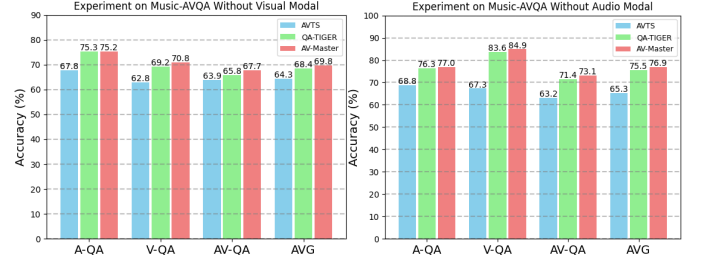 Experiment on Music-AVQA Without Visual Modal
Accuracy (%)
90
80
70
60
50
40
30
20
10
0
AVTS
QA-TIGER
AV-Master
67.8 75.3 75.2
62.8 69.2 70.8
63.9 65.8 67.7
64.3 68.4 69.8
A-QA V-QA AV-QA AVG
Experiment on Music-AVQA Without Audio Modal
Accuracy (%)
100
90
80
70
60
50
40
30
20
10
0
AVTS
QA-TIGER
AV-Master
68.8 76.3 77.0
67.3 83.6 84.9
63.2 71.4 73.1
65.3 75.5 76.9
A-QA V-QA AV-QA AVG